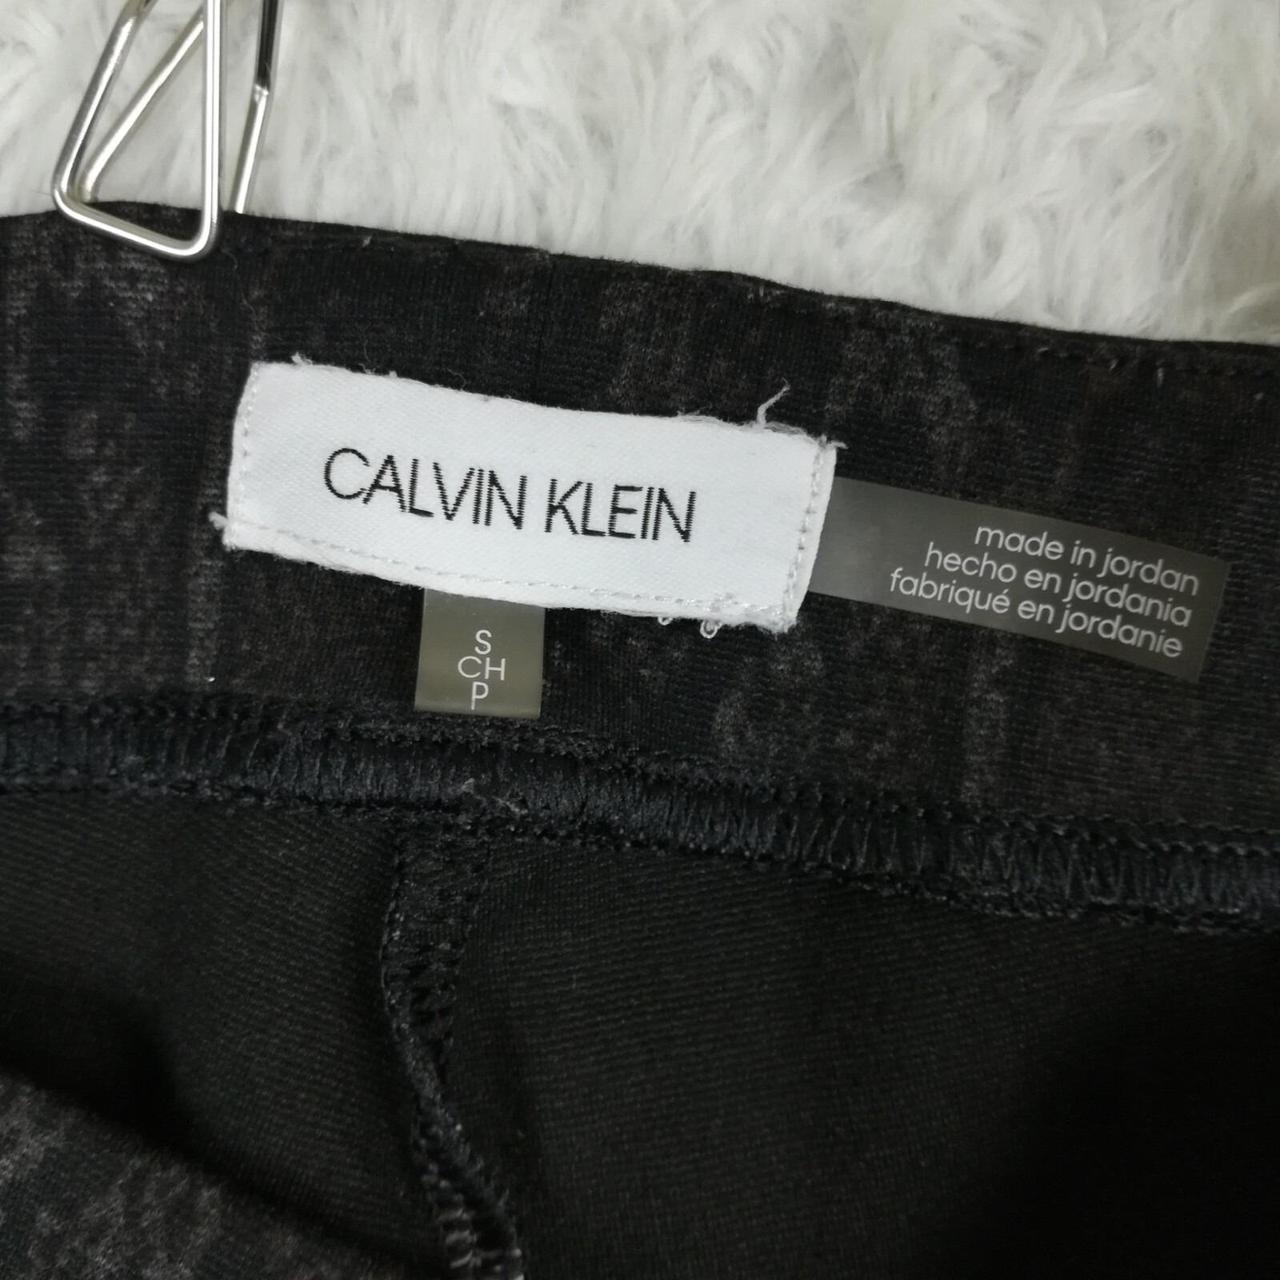 CALVIN KLEIN
made in jordan
hecho en jordania
fabriqué en jordanie
S
CH
P